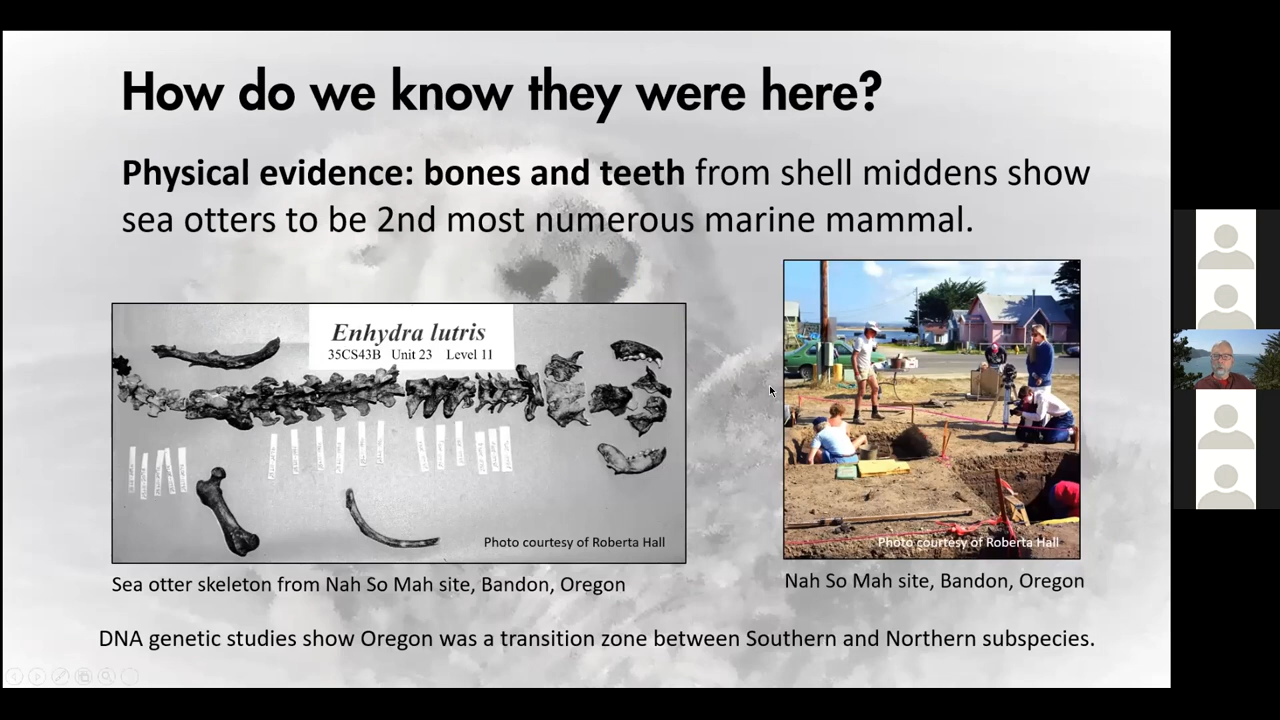 How do we know they were here?
Physical evidence: bones and teeth from shell middens show
sea otters to be 2nd most numerous marine mammal.
Enhydra lutris
35CS43B Unit 23 Level 11
Photo courtesy of Roberta Hall
Photo courtesy of Roberta Hall
Sea otter skeleton from Nah So Mah site, Bandon, Oregon
Nah So Mah site, Bandon, Oregon
DNA genetic studies show Oregon was a transition zone between Southern and Northern subspecies.